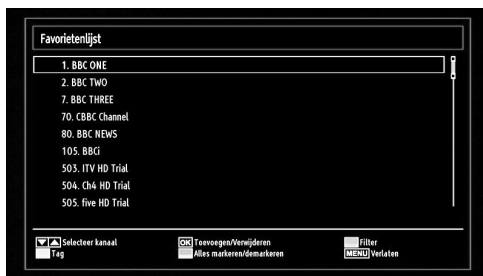 Favorietenlijst
1. BBC ONE
2. BBC TWO
7. BBC THREE
70. CBBC Channel
80. BBC NEWS
105. BBCi
503. ITV HD Trial
504. Ch4 HD Trial
505. five HD Trial
Selecteer kanaal OK Toevoegen/Verwijderen Filter
Tag Alles markeren/demarkeren MENU Verlaten